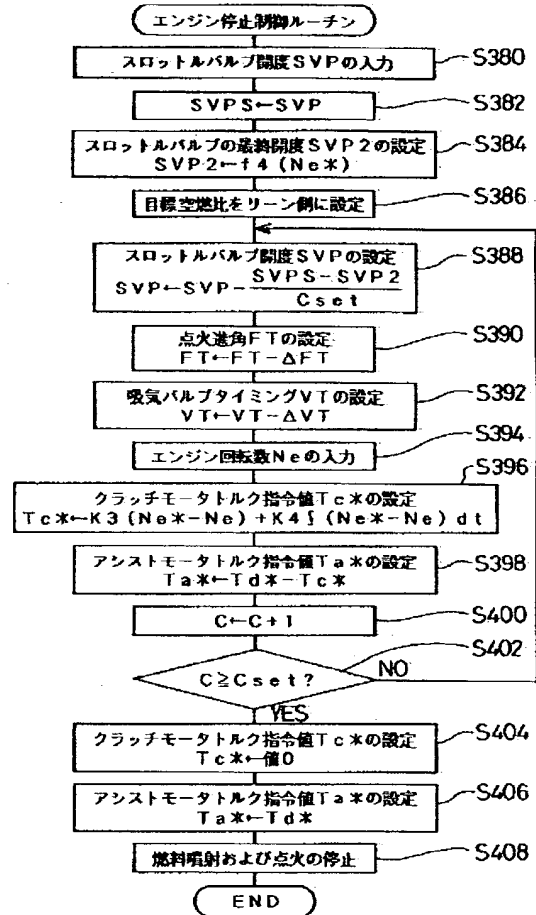 エンジン停止制御ルーチン
スロットルバルブ開度SVPの入力
S380
SVPS←SVP
S382
スロットルバルブの最終開度SVP2の設定
SVP2←f4(Ne*)
S384
目標空燃比をリーン側に設定
S386
スロットルバルブ開度SVPの設定
SVP←SVP-
SVPS-SVP2
Cset
S388
点火進角FTの設定
FT←FT-ΔFT
S390
吸気バルブタイミングVTの設定
VT←VT-ΔVT
S392
エンジン回転数Neの入力
S394
クラッチモータトルク指令値Tc*の設定
Tc*←K3(Ne*-Ne)+K4∫(Ne*-Ne)dt
S396
アシストモータトルク指令値Ta*の設定
Ta*←Td*-Tc*
S398
C←C+1
S400
C≧Cset?
S402
NO
YES
クラッチモータトルク指令値Tc*の設定
Tc*←値0
S404
アシストモータトルク指令値Ta*の設定
Ta*←Td*
S406
燃料噴射および点火の停止
S408
END